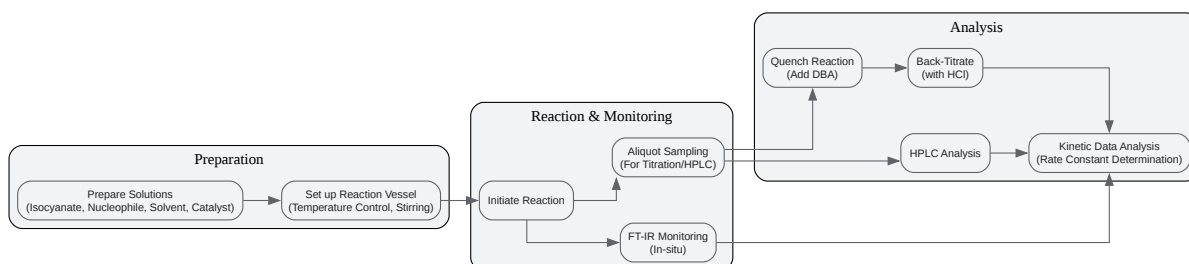 Preparation
Prepare Solutions
(Isocyanate, Nucleophile, Solvent, Catalyst)
Set up Reaction Vessel
(Temperature Control, Stirring)
Reaction & Monitoring
Initiate Reaction
Aliquot Sampling
(For Titration/HPLC)
FT-IR Monitoring
(In-situ)
Analysis
Quench Reaction
(Add DBA)
Back-Titrate
(with HCl)
HPLC Analysis
Kinetic Data Analysis
(Rate Constant Determination)